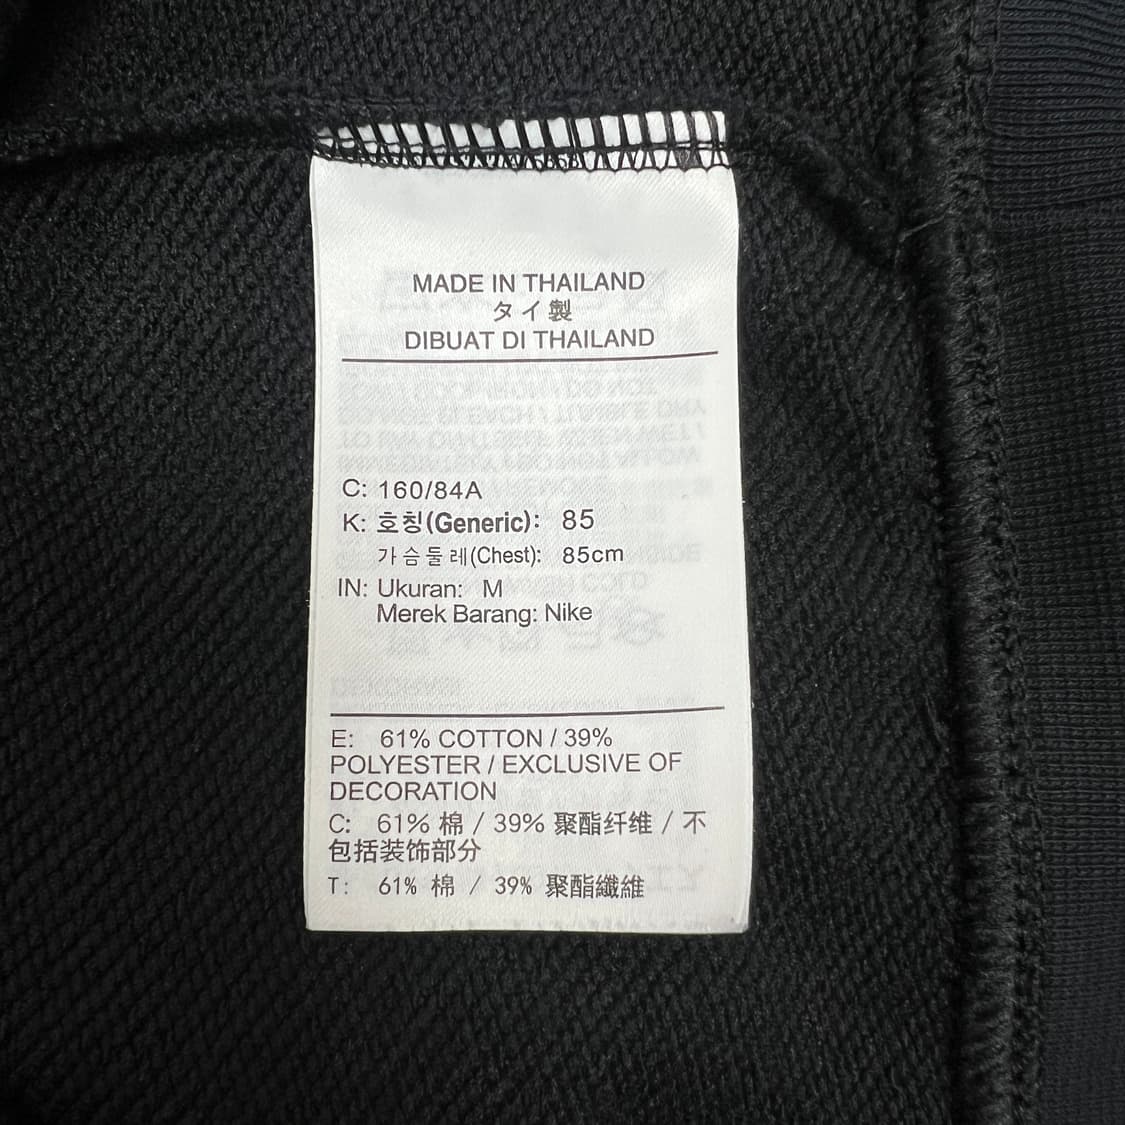 MADE IN THAILAND
タイ製
DIBUAT DI THAILAND
C: 160/84A
K: 호칭(Generic): 85
가슴둘레(Chest): 85cm
IN: Ukuran: M
Merek Barang: Nike
E: 61% COTTON / 39%
POLYESTER / EXCLUSIVE OF
DECORATION
C: 61% 棉 / 39% 聚酯纤维 / 不
包括装饰部分
T: 61% 棉 / 39% 聚酯纖維